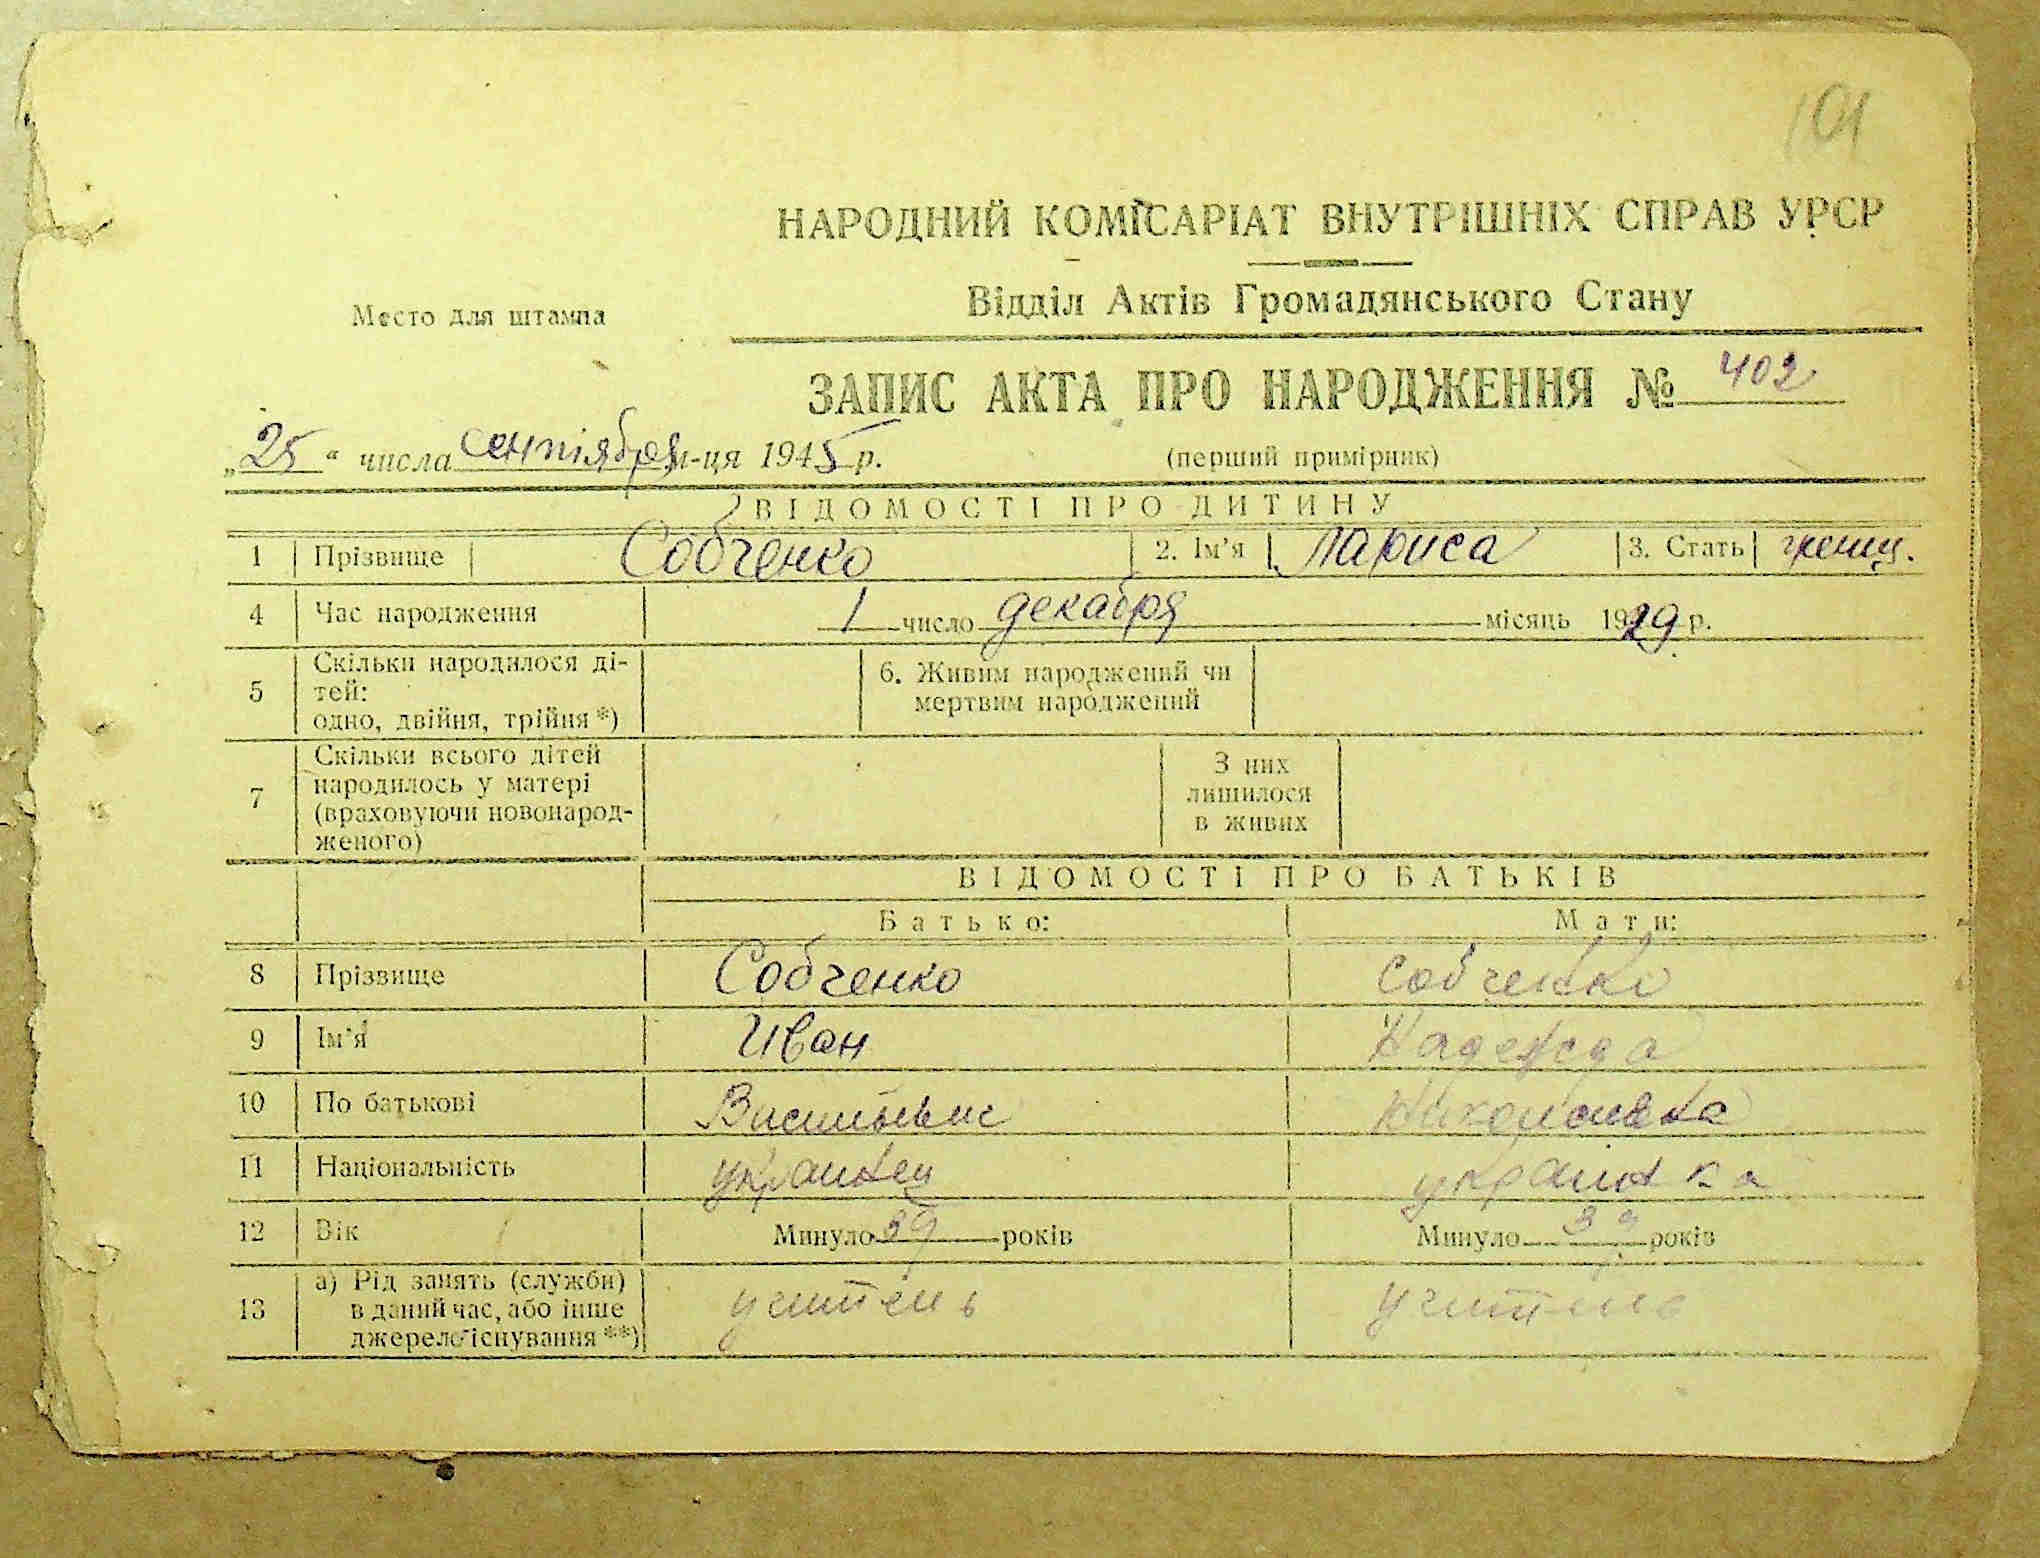 101
НАРОДНИЙ КОМІСАРІАТ ВНУТРІШНІХ СПРАВ УРСР
Место для штампа
Відділ Актів Громадянського Стану
ЗАПИС АКТА ПРО НАРОДЖЕННЯ № 402
„25“ числа сентября м-ця 1945 р.
(перший примірник)
ВІДОМОСТІ ПРО ДИТИНУ
1 Прізвище Собченко 2. Ім'я Лариса 3. Стать женщ.
4 Час народження 1 число декабря місяць 1929 р.
5 Скільки народилося ді-
тей:
одно, двійня, трійня *)
6. Живим народжений чи
мертвим народжений
7 Скільки всього дітей
народилось у матері
(враховуючи новонарод-
женого)
З них
лишилося
в живих
ВІДОМОСТІ ПРО БАТЬКІВ
Батько: Мати:
8 Прізвище Собченко Собченко
9 Ім'я Иван Надежда
10 По батькові Васильевич Николаевна
11 Національність украинец украинка
12 Вік Минуло 39 років Минуло 39 років
13 а) Рід занять (служби)
в даний час, або інше
джерело існування **)
учитель учитель